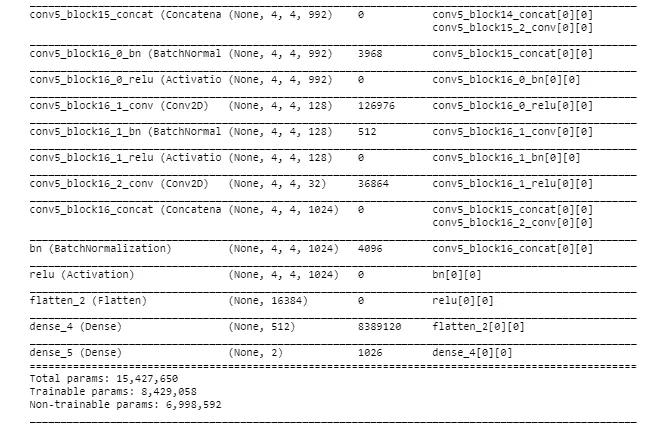 conv5_block15_concat (Concatena (None, 4, 4, 992) 0 conv5_block14_concat[0][0]
conv5_block15_2_conv[0][0]
conv5_block16_0_bn (BatchNormal (None, 4, 4, 992) 3968 conv5_block15_concat[0][0]
conv5_block16_0_relu (Activatio (None, 4, 4, 992) 0 conv5_block16_0_bn[0][0]
conv5_block16_1_conv (Conv2D) (None, 4, 4, 128) 126976 conv5_block16_0_relu[0][0]
conv5_block16_1_bn (BatchNormal (None, 4, 4, 128) 512 conv5_block16_1_conv[0][0]
conv5_block16_1_relu (Activatio (None, 4, 4, 128) 0 conv5_block16_1_bn[0][0]
conv5_block16_2_conv (Conv2D) (None, 4, 4, 32) 36864 conv5_block16_1_relu[0][0]
conv5_block16_concat (Concatena (None, 4, 4, 1024) 0 conv5_block15_concat[0][0]
conv5_block16_2_conv[0][0]
bn (BatchNormalization) (None, 4, 4, 1024) 4096 conv5_block16_concat[0][0]
relu (Activation) (None, 4, 4, 1024) 0 bn[0][0]
flatten_2 (Flatten) (None, 16384) 0 relu[0][0]
dense_4 (Dense) (None, 512) 8389120 flatten_2[0][0]
dense_5 (Dense) (None, 2) 1026 dense_4[0][0]
Total params: 15,427,650
Trainable params: 8,429,058
Non-trainable params: 6,998,592